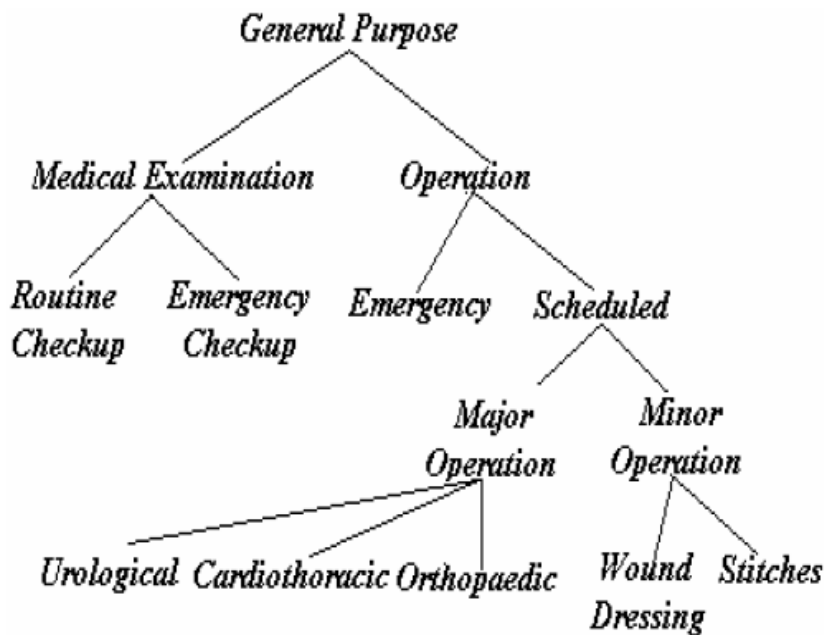 General Purpose
Medical Examination
Operation
Routine
Checkup
Emergency
Checkup
Emergency
Scheduled
Major
Operation
Minor
Operation
Urological
Cardiothoracic
Orthopaedic
Wound
Dressing
Stitches